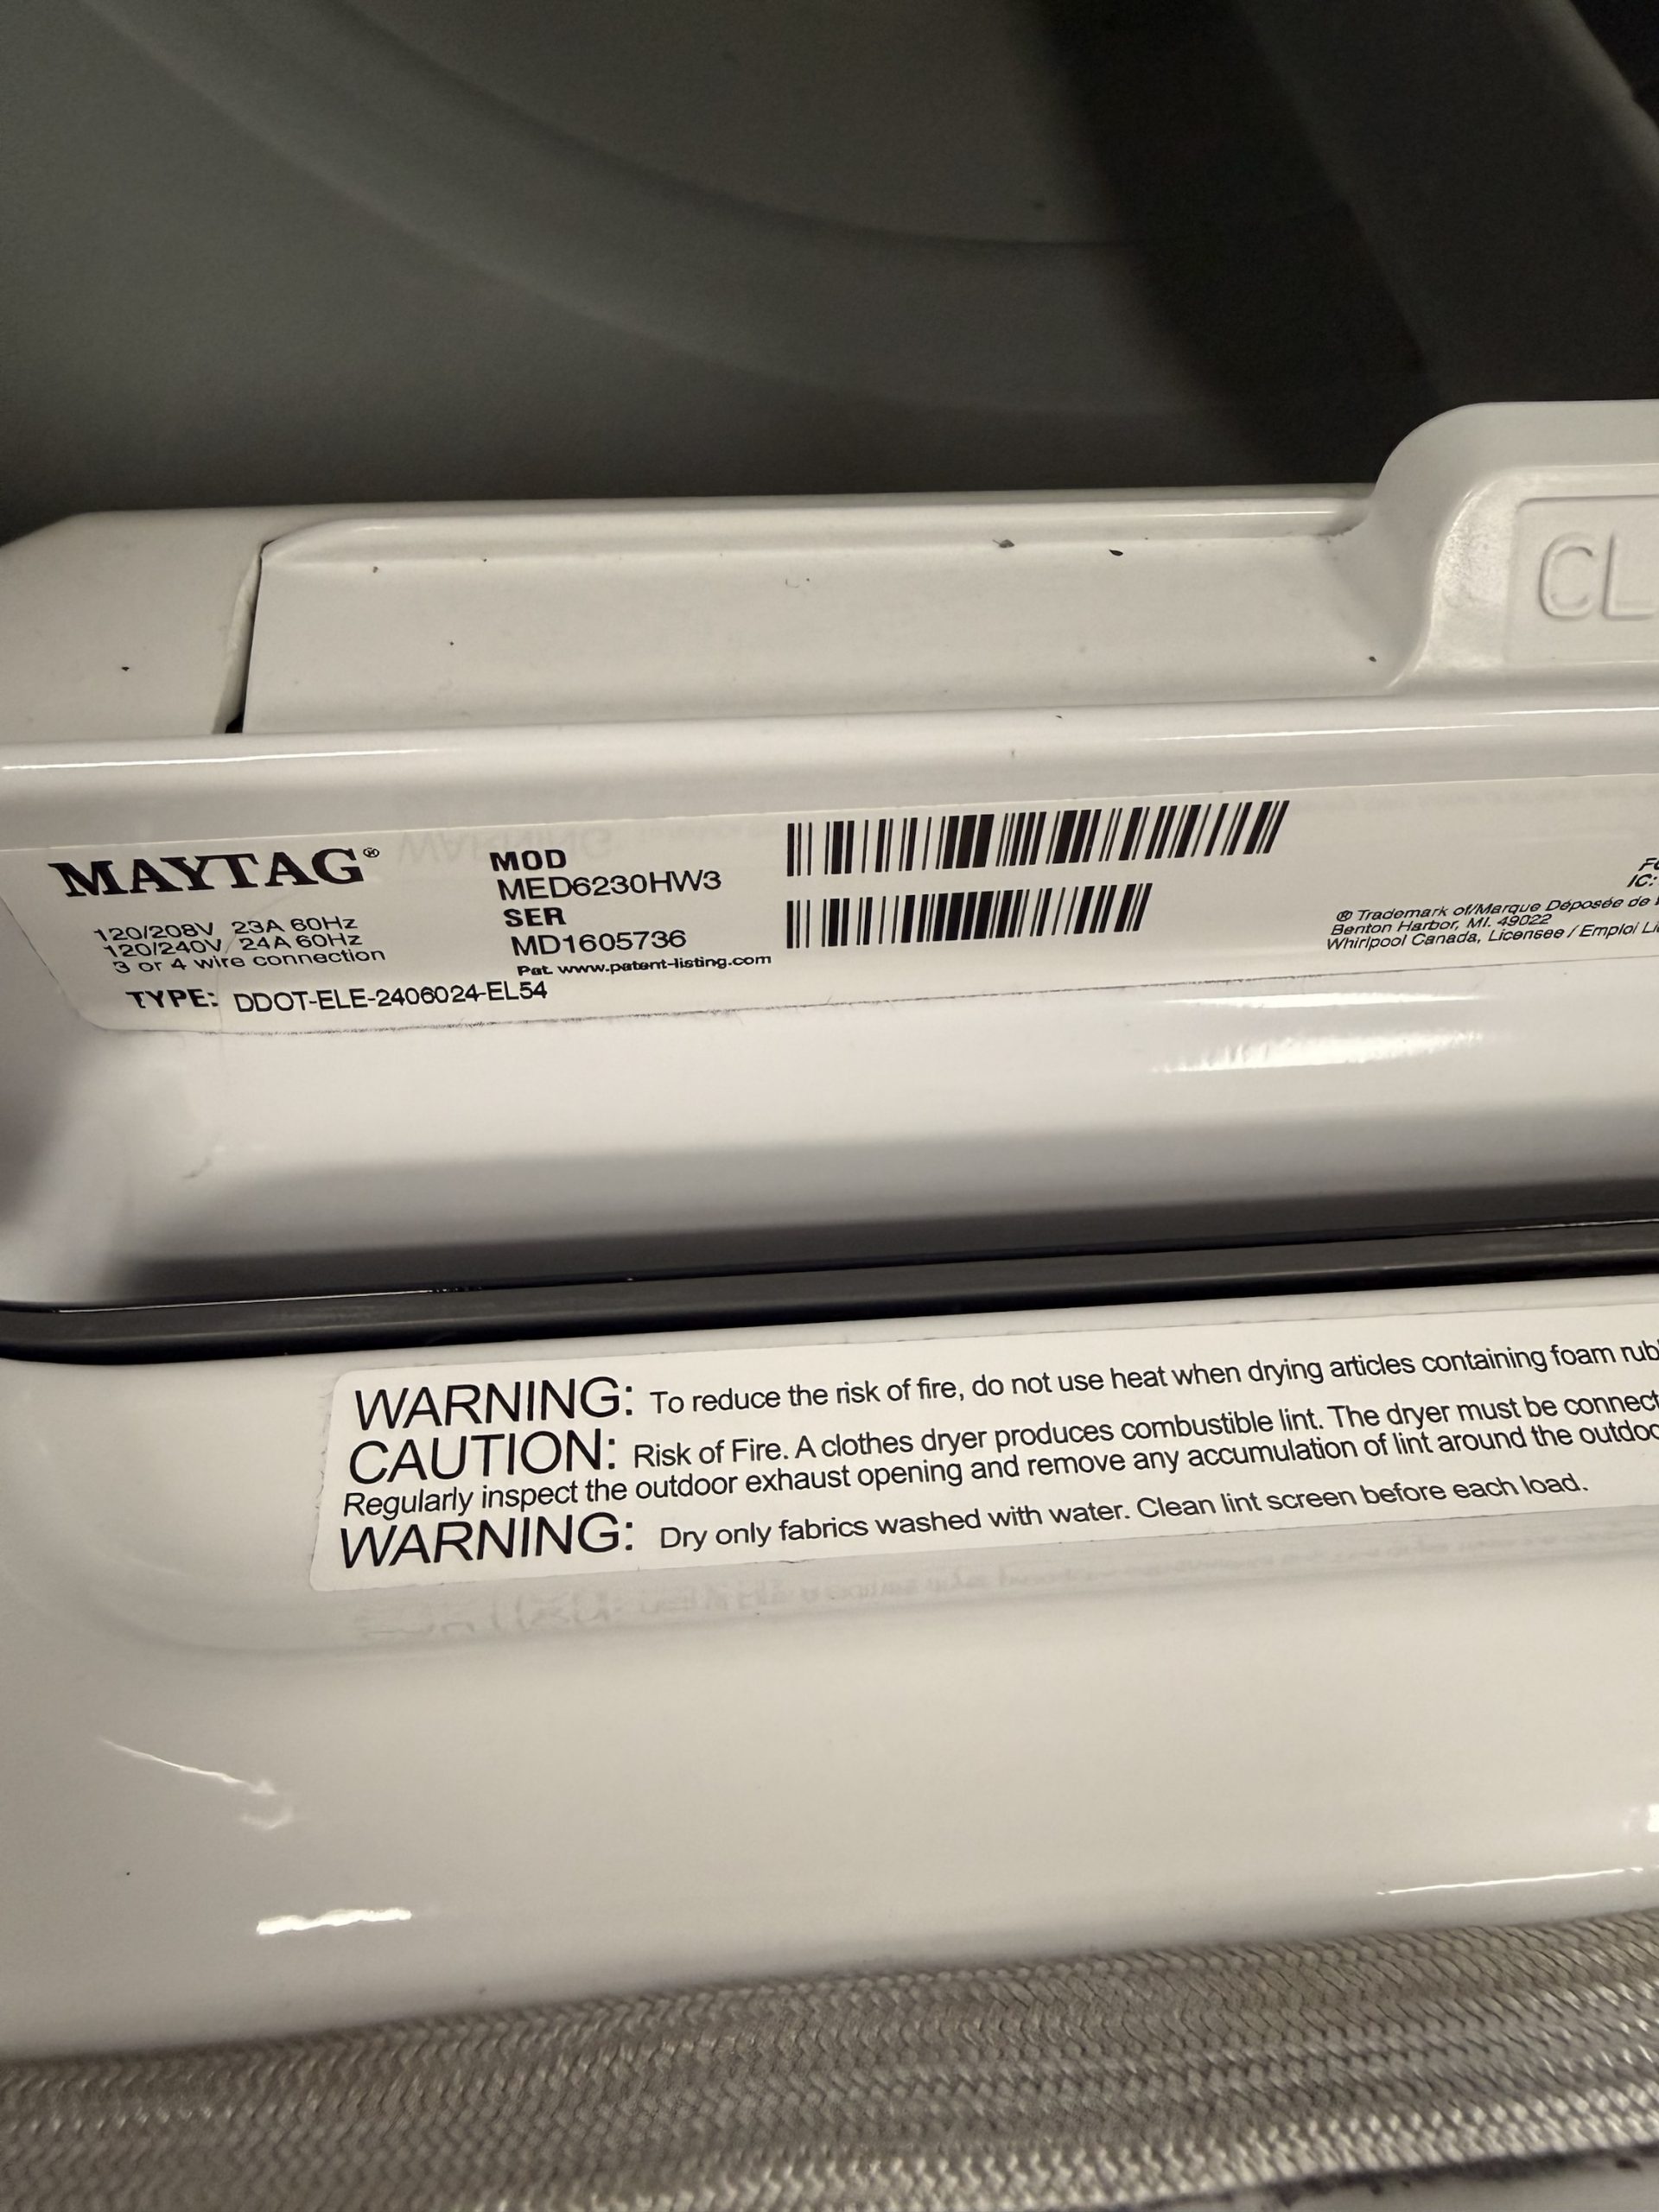 CL
MAYTAG®
120/208V 23A 60Hz
120/240V 24A 60Hz
3 or 4 wire connection
TYPE: DDOT-ELE-2406024-EL54
MOD
MED6230HW3
SER
MD1605736
Pat. www.patent-listing.com
IC:
® Trademark of/Marque Déposée de
Benton Harbor, MI. 49022
Whirlpool Canada, Licensee / Emploi
WARNING: To reduce the risk of fire, do not use heat when drying articles containing foam rub
CAUTION: Risk of Fire. A clothes dryer produces combustible lint. The dryer must be connect
Regularly inspect the outdoor exhaust opening and remove any accumulation of lint around the outdoo
WARNING: Dry only fabrics washed with water. Clean lint screen before each load.